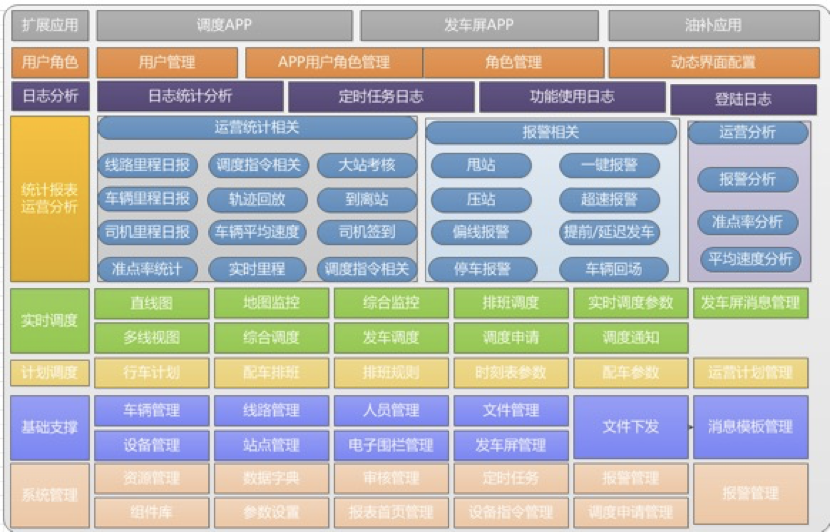 扩展应用 调度APP 发车屏APP 油补应用
用户角色 用户管理 APP用户角色管理 角色管理 动态界面配置
日志分析 日志统计分析 定时任务日志 功能使用日志 登陆日志
统计报表
运营分析
运营统计相关
线路里程日报 调度指令相关 大站考核
车辆里程日报 轨迹回放 到离站
司机里程日报 车辆平均速度 司机签到
准点率统计 实时里程 调度指令相关
报警相关
甩站 一键报警
压站 超速报警
偏线报警 提前/延迟发车
停车报警 车辆回场
运营分析
报警分析
准点率分析
平均速度分析
实时调度
直线图 地图监控 综合监控 排班调度 实时调度参数 发车屏消息管理
多线视图 综合调度 发车调度 调度申请 调度通知
计划调度 行车计划 配车排班 排班规则 时刻表参数 配车参数 运营计划管理
基础支撑
车辆管理 线路管理 人员管理 文件管理
设备管理 站点管理 电子围栏管理 发车屏管理
文件下发 消息模板管理
系统管理
资源管理 数据字典 审核管理 定时任务 报警管理
组件库 参数设置 报表首页管理 设备指令管理 调度申请管理
报警管理